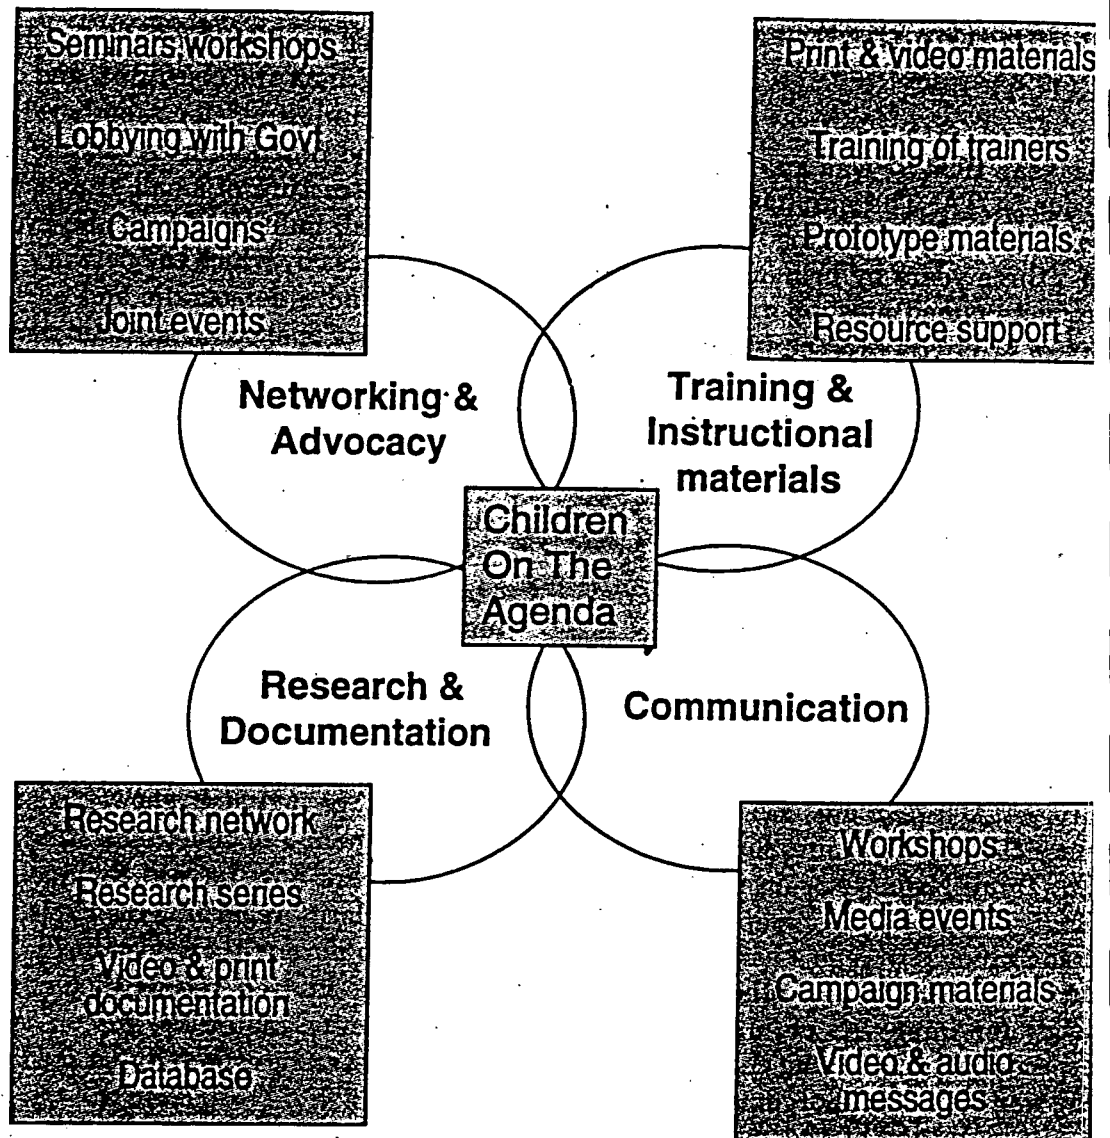 Seminars, workshops
Lobbying with Govt
Campaigns
Joint events
Print & video materials
Training of trainers
Prototype materials
Resource support
Networking &
Advocacy
Training &
Instructional
materials
Children
On The
Agenda
Research &
Documentation
Communication
Research network
Research series
Video & print
documentation
Database
Workshops
Media events
Campaign materials
Video & audio
messages